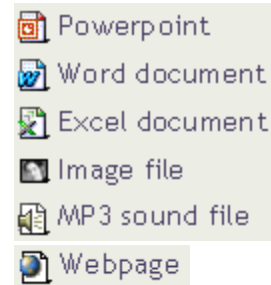 Powerpoint
Word document
Excel document
Image file
MP3 sound file
Webpage